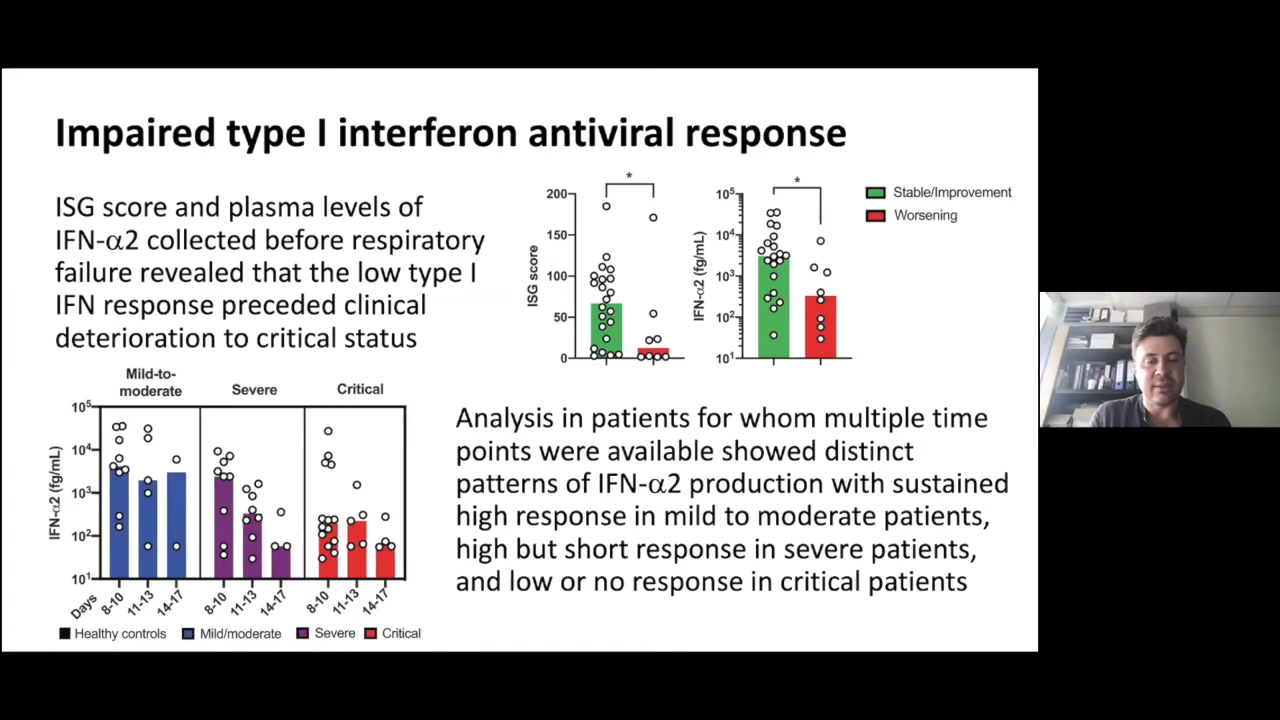 Impaired type I interferon antiviral response
ISG score and plasma levels of
IFN-α2 collected before respiratory
failure revealed that the low type I
IFN response preceded clinical
deterioration to critical status
*
200
150
100
50
0
ISG score
*
10⁵
10⁴
10³
10²
10¹
IFN-α2 (fg/mL)
Stable/Improvement
Worsening
Mild-to-
moderate
Severe
Critical
10⁵
10⁴
10³
10²
10¹
IFN-α2 (fg/mL)
Days
8-10
11-13
14-17
8-10
11-13
14-17
8-10
11-13
14-17
Healthy controls
Mild/moderate
Severe
Critical
Analysis in patients for whom multiple time
points were available showed distinct
patterns of IFN-α2 production with sustained
high response in mild to moderate patients,
high but short response in severe patients,
and low or no response in critical patients